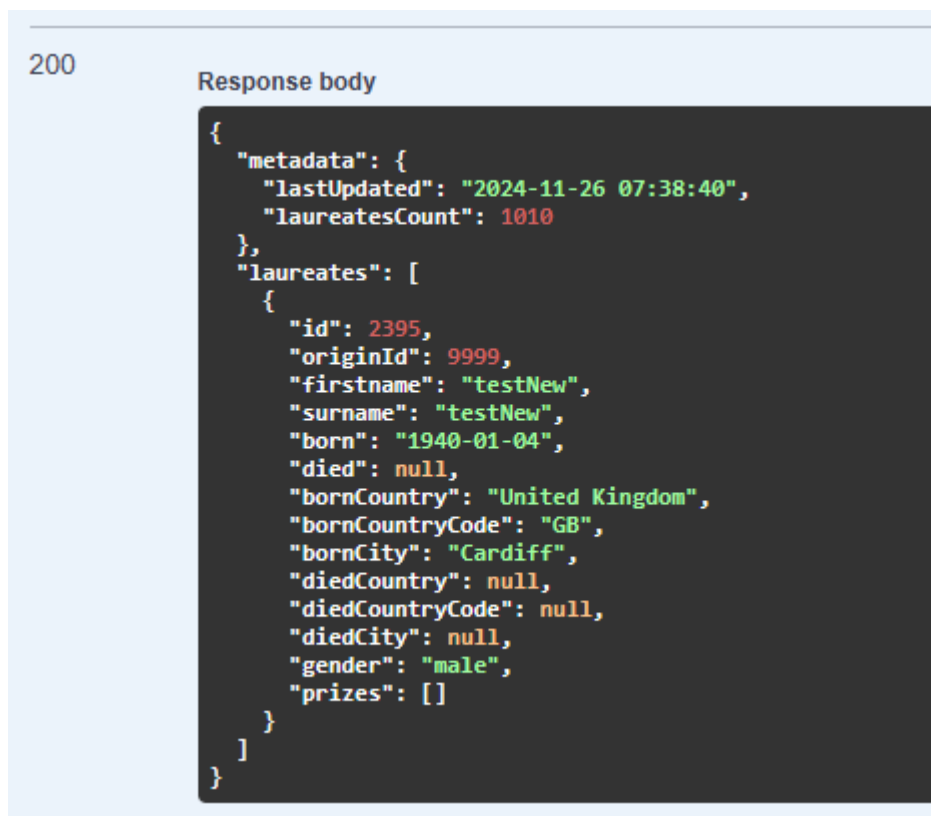 200
Response body
{
  "metadata": {
    "lastUpdated": "2024-11-26 07:38:40",
    "laureatesCount": 1010
  },
  "laureates": [
    {
      "id": 2395,
      "originId": 9999,
      "firstname": "testNew",
      "surname": "testNew",
      "born": "1940-01-04",
      "died": null,
      "bornCountry": "United Kingdom",
      "bornCountryCode": "GB",
      "bornCity": "Cardiff",
      "diedCountry": null,
      "diedCountryCode": null,
      "diedCity": null,
      "gender": "male",
      "prizes": []
    }
  ]
}